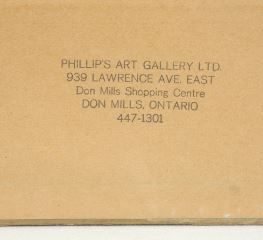 PHILLIP'S ART GALLERY LTD.
939 LAWRENCE AVE. EAST
Don Mills Shopping Centre
DON MILLS, ONTARIO
447-1301